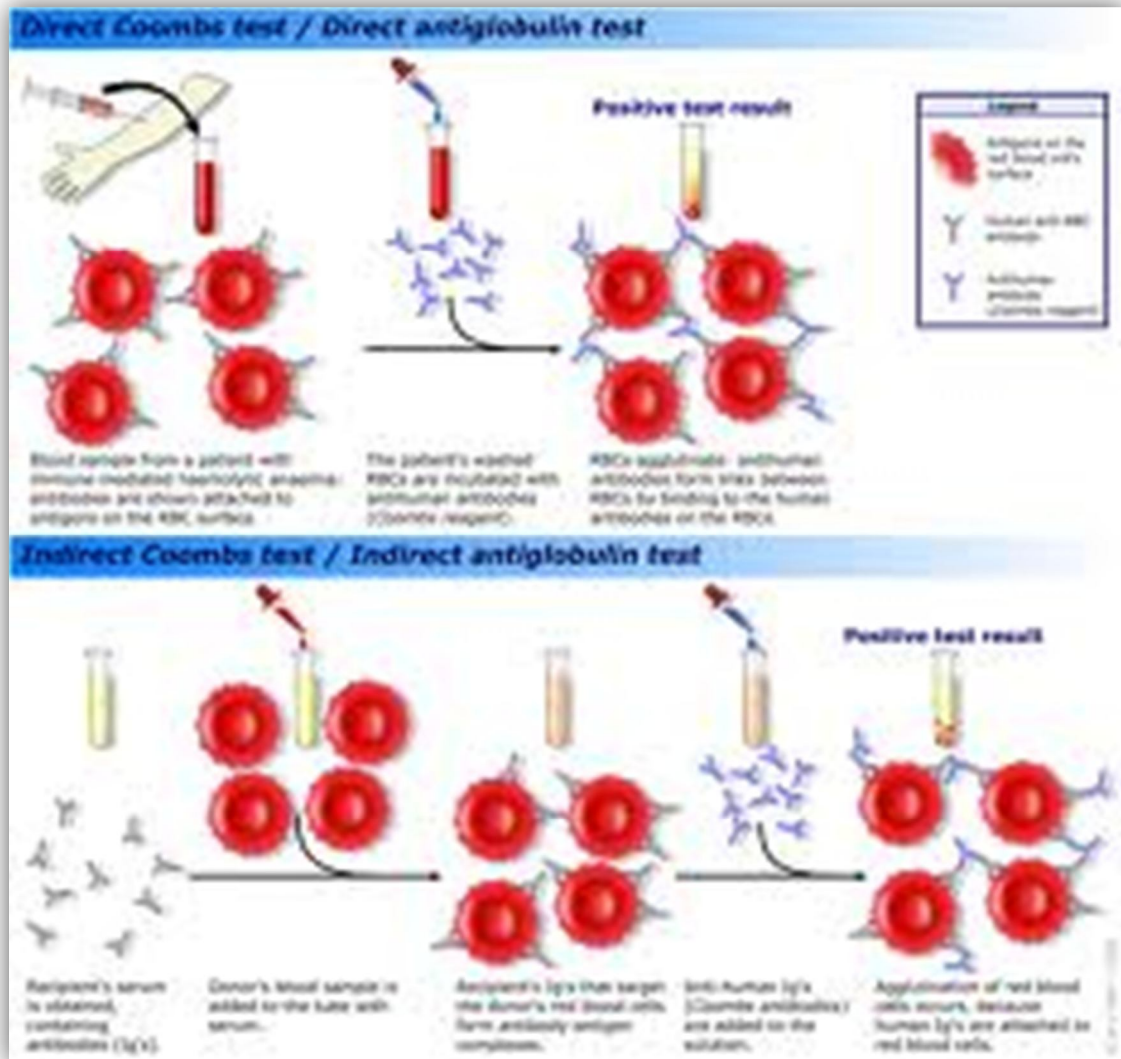 Direct Coombs test / Direct antiglobulin test
Positive test result
Legend
Antigens on the
red blood cell's
surface
Human anti-RBC
antibody
Antihuman
antibody
(Coombs reagent)
Blood sample from a patient with
immune mediated haemolytic anaemia:
antibodies are shown attached to
antigens on the RBC surface.
The patient's washed
RBCs are incubated with
antihuman antibodies
(Coombs reagent).
RBCs agglutinate: antihuman
antibodies form links between
RBCs by binding to the human
antibodies on the RBCs.
Indirect Coombs test / Indirect antiglobulin test
Positive test result
Recipient's serum
is obtained,
containing
antibodies (Ig's).
Donor's blood sample is
added to the tube with
serum.
Recipient's Ig's that target
the donor's red blood cells
form antibody-antigen
complexes.
Anti-human Ig's
(Coombs antibodies)
are added to the
solution.
Agglutination of red blood
cells occurs, because
human Ig's are attached to
red blood cells.